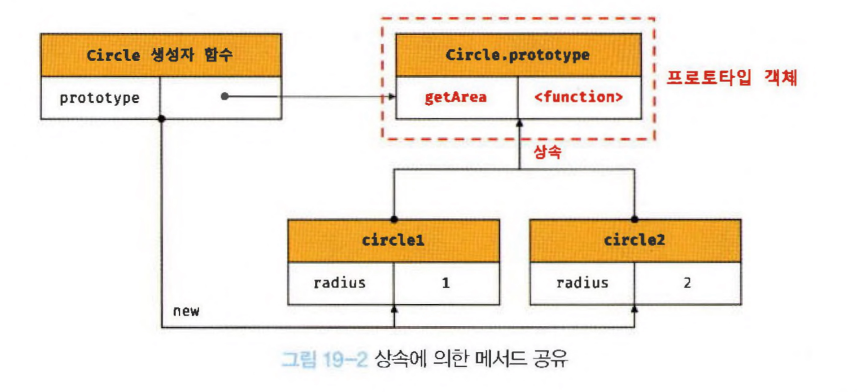 Circle 생성자 함수
prototype
Circle.prototype
getArea
<function>
프로토타입 객체
상속
circle1
radius
1
circle2
radius
2
new
그림 19-2 상속에 의한 메서드 공유